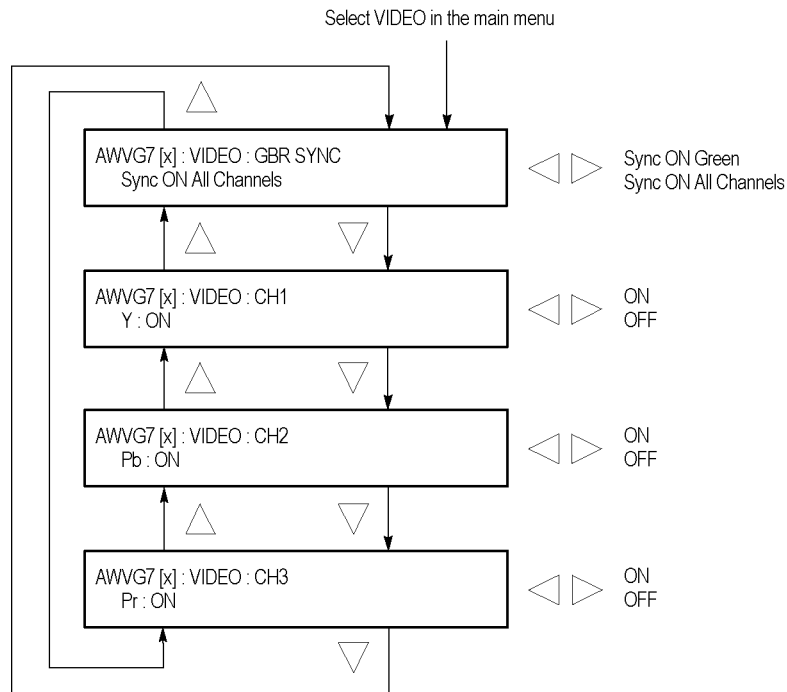 Select VIDEO in the main menu
AWVG7 [x] : VIDEO : GBR SYNC
Sync ON All Channels
Sync ON Green
Sync ON All Channels
AWVG7 [x] : VIDEO : CH1
Y : ON
ON
OFF
AWVG7 [x] : VIDEO : CH2
Pb : ON
ON
OFF
AWVG7 [x] : VIDEO : CH3
Pr : ON
ON
OFF